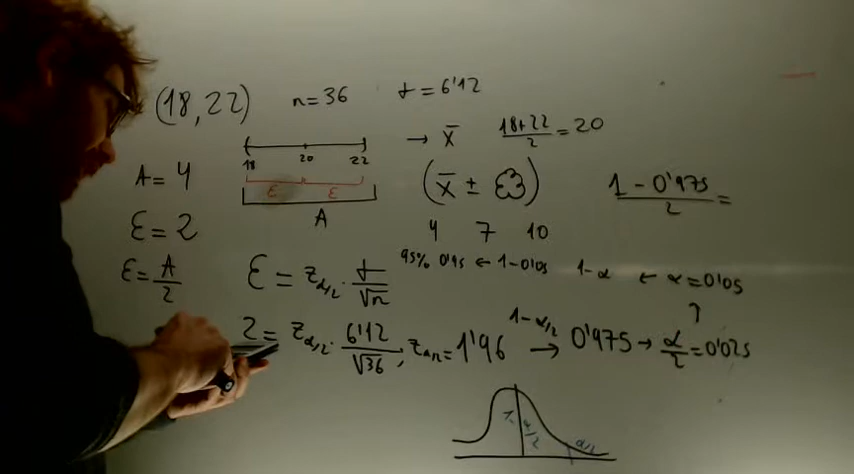 (18,22) n=36 σ=6'12
18 20 22 → x̄ 18+22/2 = 20
A=4 ε ε (x̄ ± ε) 1-0'975/2 =
A
ε=2 4 7 10
ε=A/2 ε = z α/2 · σ/√n 95% 0'95 ← 1-0'05 1-α ← α=0'05
2= z α/2 · 6'12/√36 ; z α/2 = 1'96 1-α/2 → 0'975 → α/2 = 0'025
1- α/2 α/2